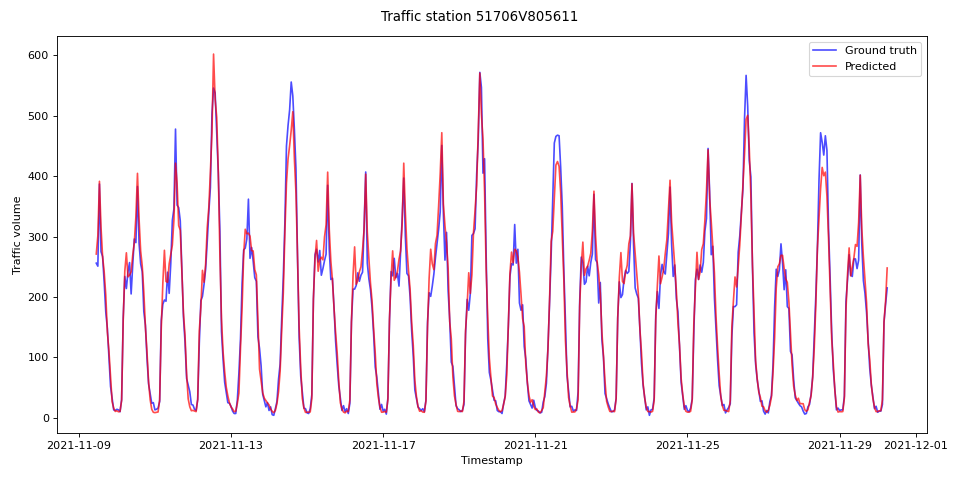 Traffic station 51706V805611
Ground truth
Predicted
600
500
400
300
200
100
0
Traffic volume
2021-11-09 2021-11-13 2021-11-17 2021-11-21 2021-11-25 2021-11-29 2021-12-01
Timestamp